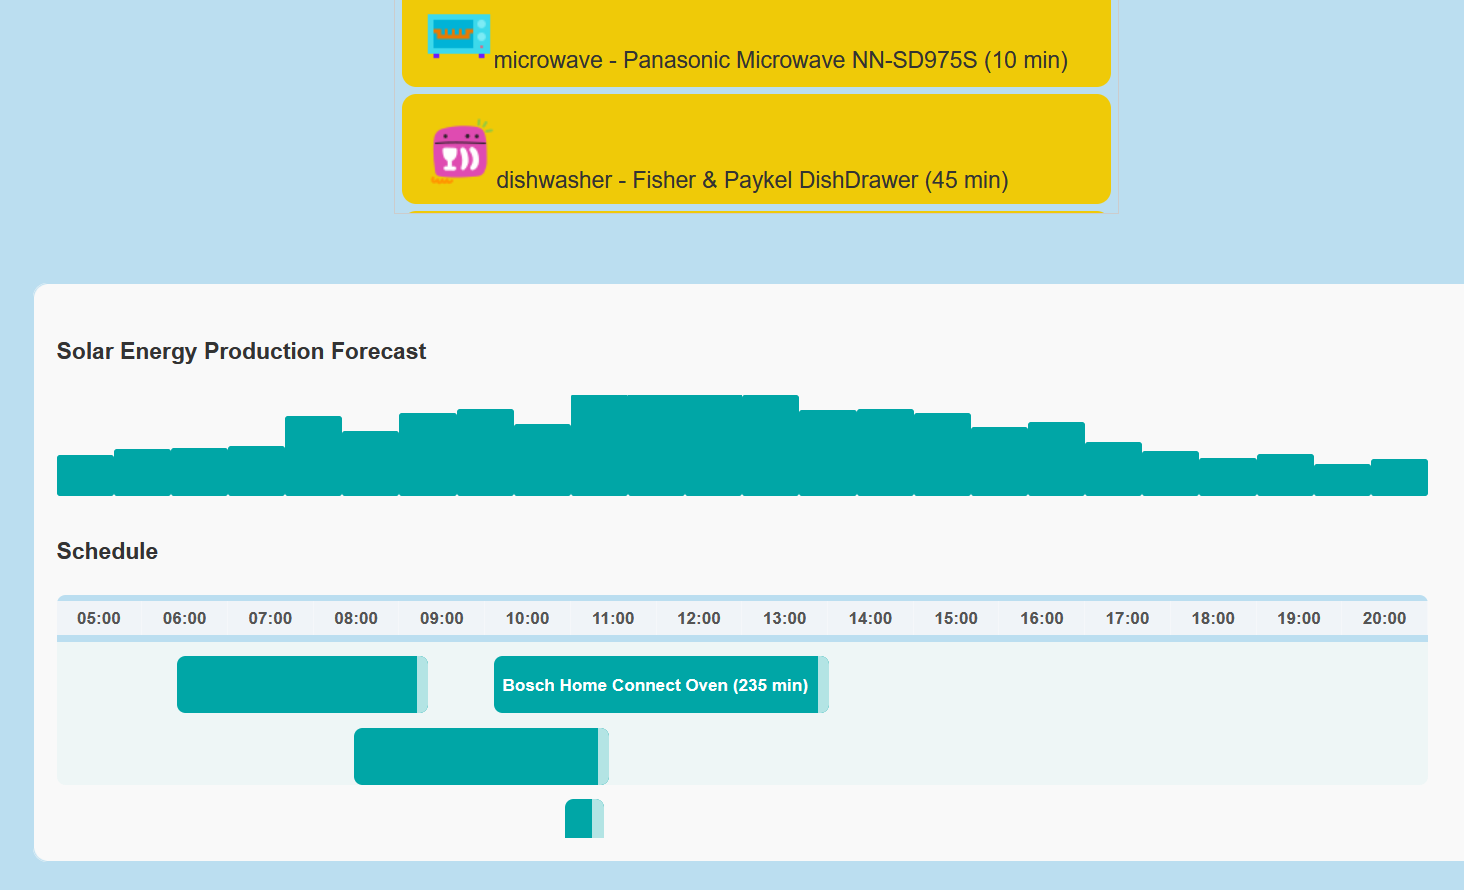 microwave - Panasonic Microwave NN-SD975S (10 min)
dishwasher - Fisher & Paykel DishDrawer (45 min)
Solar Energy Production Forecast
Schedule
05:00 06:00 07:00 08:00 09:00 10:00 11:00 12:00 13:00 14:00 15:00 16:00 17:00 18:00 19:00 20:00
Bosch Home Connect Oven (235 min)